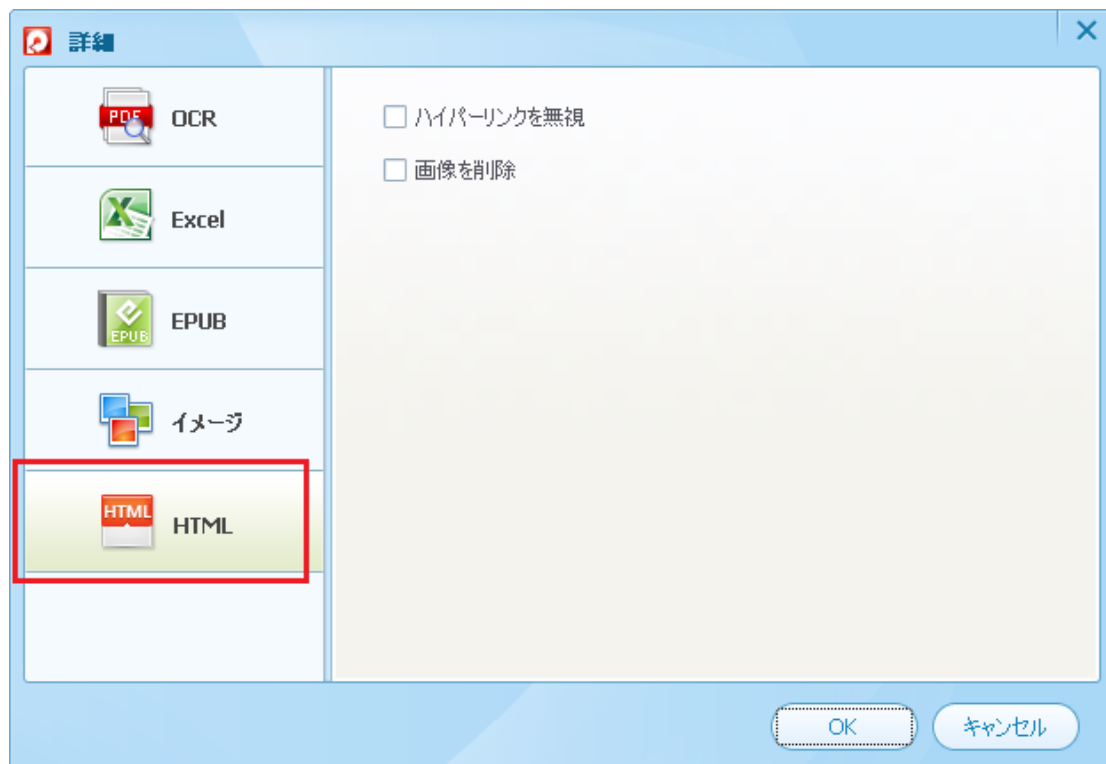 詳細
PDF
OCR
Excel
EPUB
EPUB
イメージ
HTML
HTML
ハイパーリンクを無視
画像を削除
OK
キャンセル